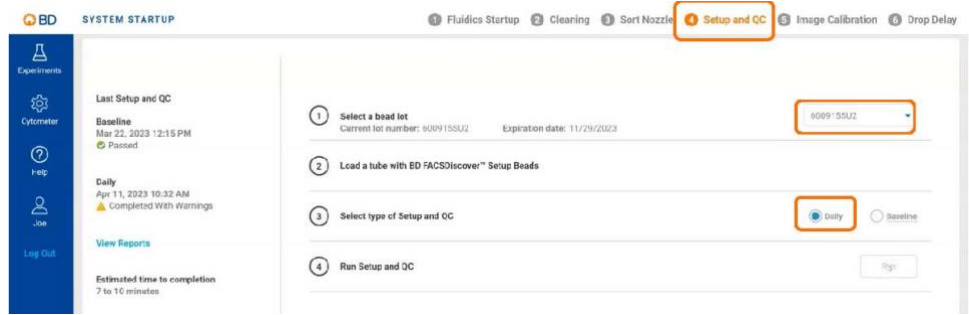 BD
SYSTEM STARTUP
1 Fluidics Startup 2 Clearing 3 Sort Nozzle 4 Setup and QC 5 Image Calibration 6 Drop Delay
Experiments
Cytometer
Help
Joe
Log Out
Last Setup and QC
Baseline
Mar 22, 2023 12:15 PM
Passed
Daily
Apr 11, 2023 10:32 AM
Completed With Warnings
View Reports
Estimated time to completion
7 to 10 minutes
1 Select a bead lot
Current lot number: 6009155U2 Expiration date: 11/29/2023
6009155U2
2 Load a tube with BD FACSDiscover™ Setup Beads
3 Select type of Setup and QC
Daily Baseline
4 Run Setup and QC
Run